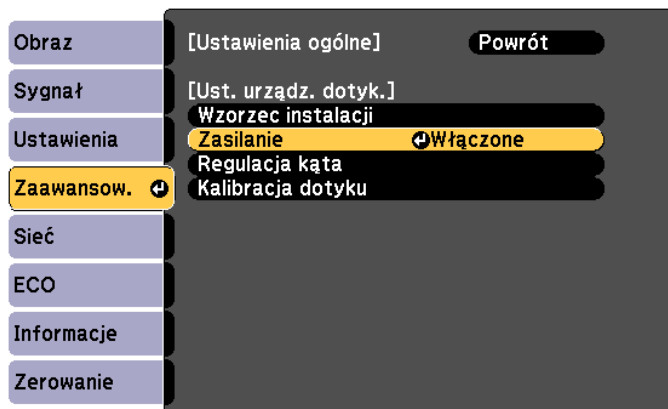 Obraz
Sygnał
Ustawienia
Zaawansow.
Sieć
ECO
Informacje
Zerowanie
[Ustawienia ogólne] Powrót
[Ust. urządz. dotyk.]
Wzorzec instalacji
Zasilanie Włączone
Regulacja kąta
Kalibracja dotyku